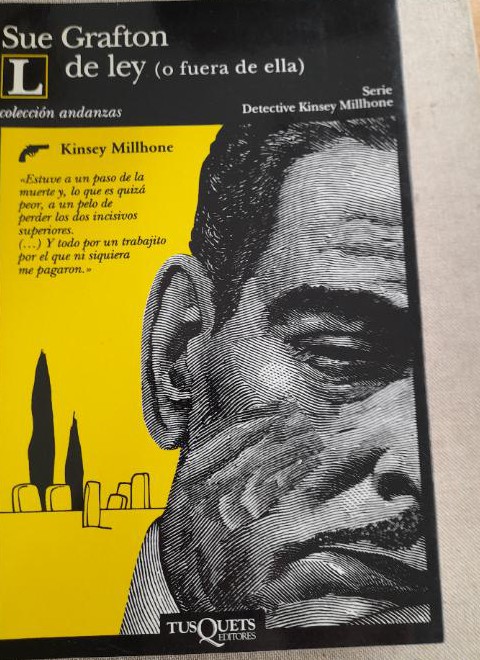 Sue Grafton
L de ley (o fuera de ella)
Serie
Detective Kinsey Millhone
colección andanzas
Kinsey Millhone
«Estuve a un paso de la
muerte y, lo que es quizá
peor, a un pelo de
perder los dos incisivos
superiores.
(...) Y todo por un trabajito
por el que ni siquiera
me pagaron.»
TUSQUETS
EDITORES